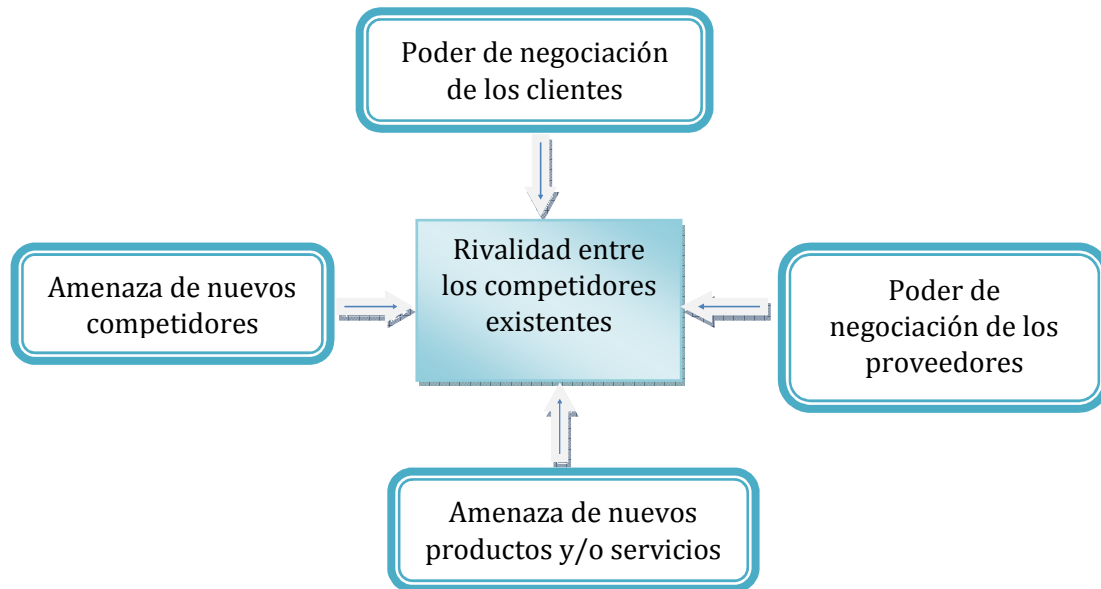 Poder de negociación
de los clientes
Rivalidad entre
los competidores
existentes
Amenaza de nuevos
competidores
Poder de
negociación de los
proveedores
Amenaza de nuevos
productos y/o servicios